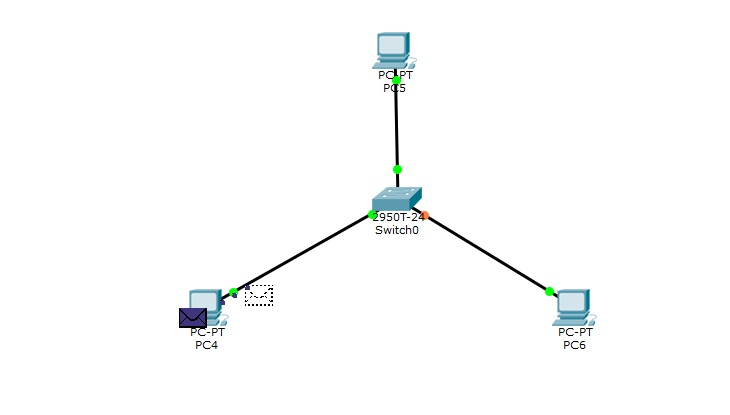 PC-PT
PC5
2950T-24
Switch0
PC-PT
PC4
PC-PT
PC6